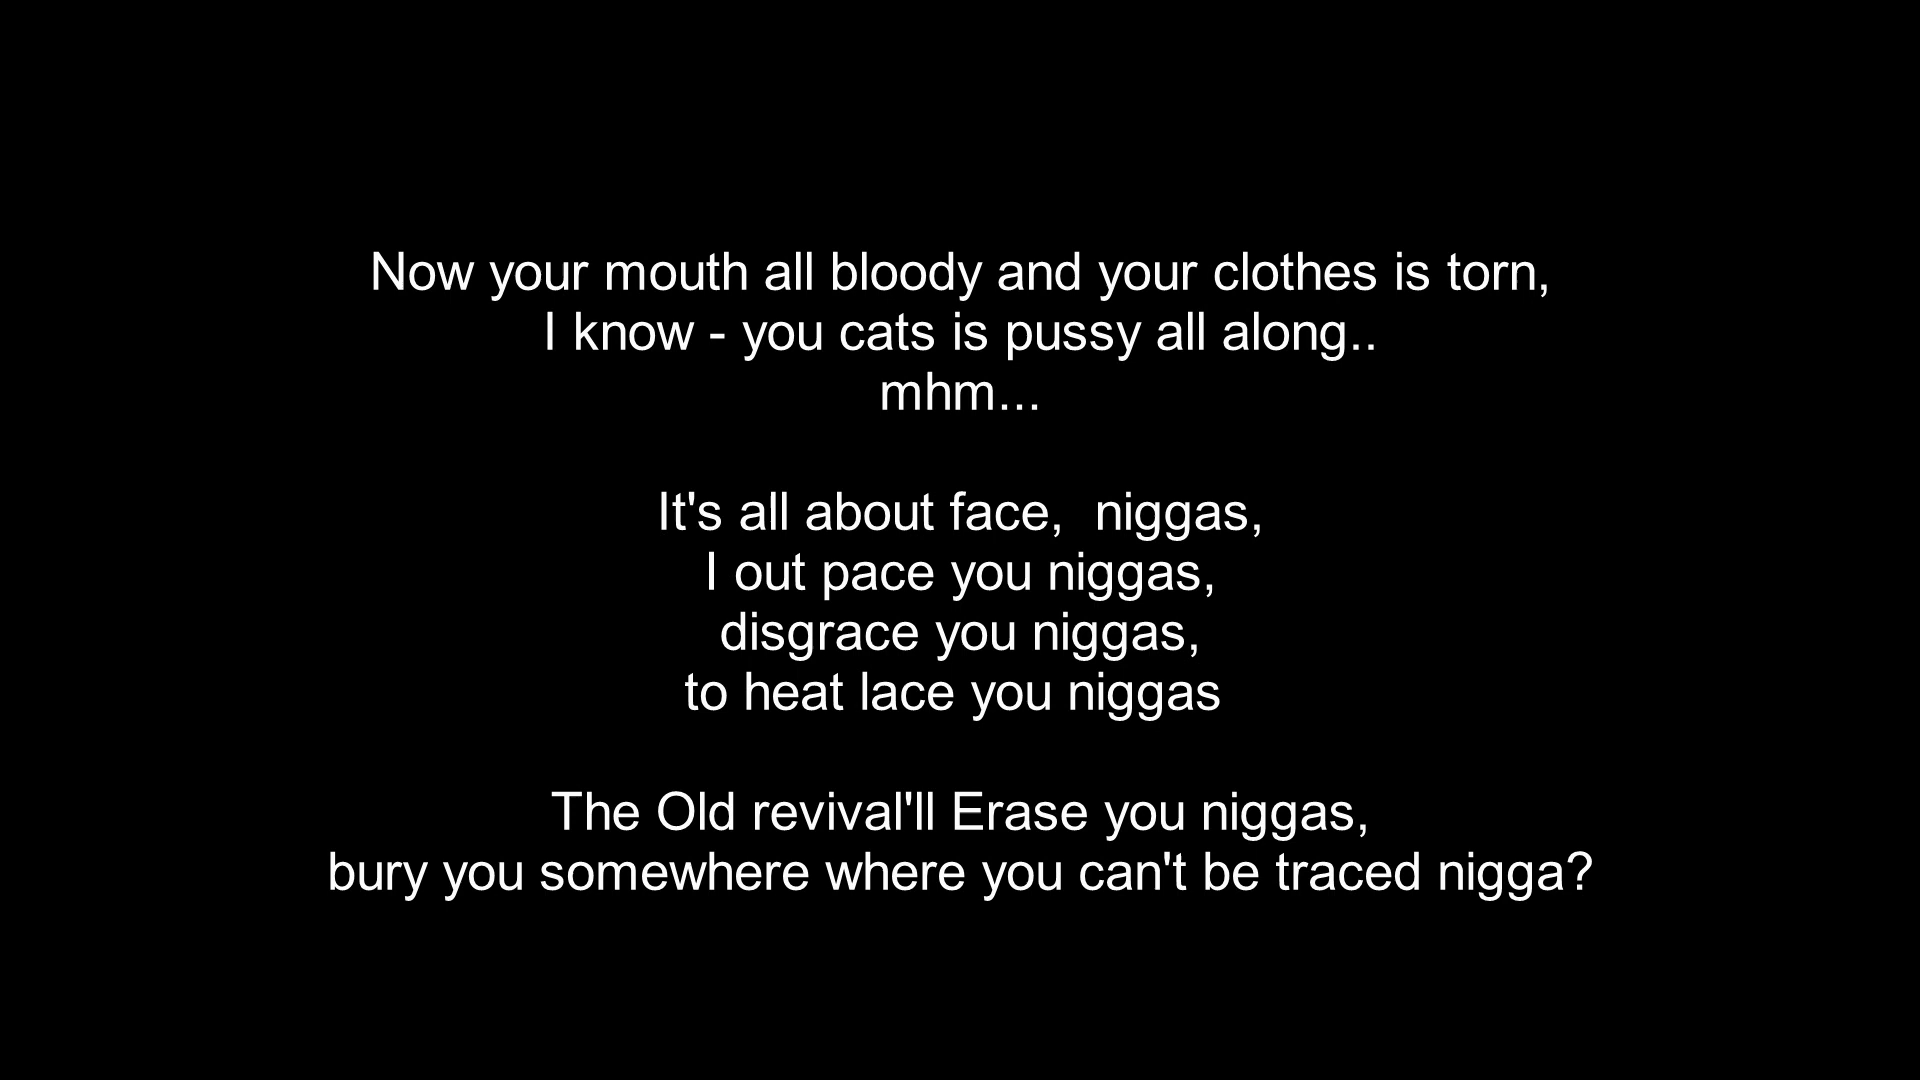 Now your mouth all bloody and your clothes is torn,
I know - you cats is pussy all along..
mhm...
It's all about face,  niggas,
I out pace you niggas,
disgrace you niggas,
to heat lace you niggas
The Old revival'll Erase you niggas,
bury you somewhere where you can't be traced nigga?